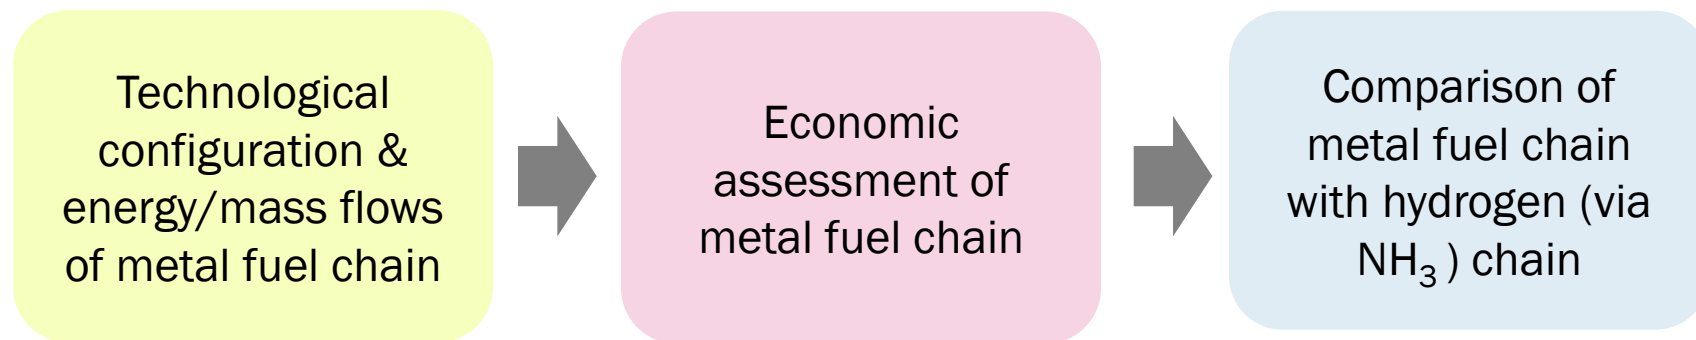 Technological
configuration &
energy/mass flows
of metal fuel chain
Economic
assessment of
metal fuel chain
Comparison of
metal fuel chain
with hydrogen (via
NH₃ ) chain